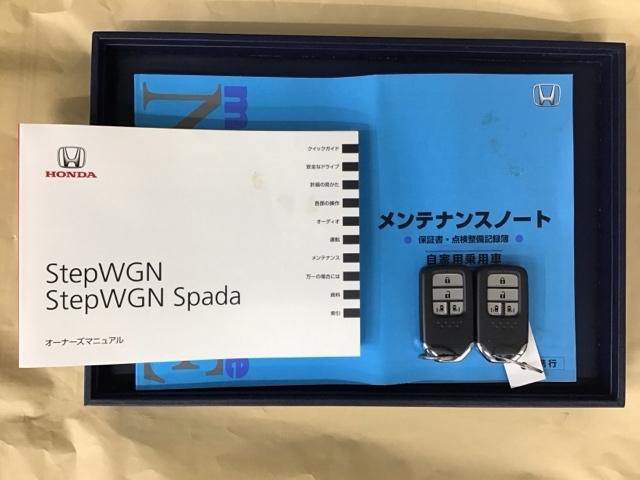 HONDA
StepWGN
StepWGN Spada
オーナーズマニュアル
クイックガイド
安全なドライブ
計器の見かた
各部の操作
オーディオ
運転
メンテナンス
万一の場合には
資料
索引
メンテナンスノート
保証書・点検整備記録簿
自家用乗用車
行